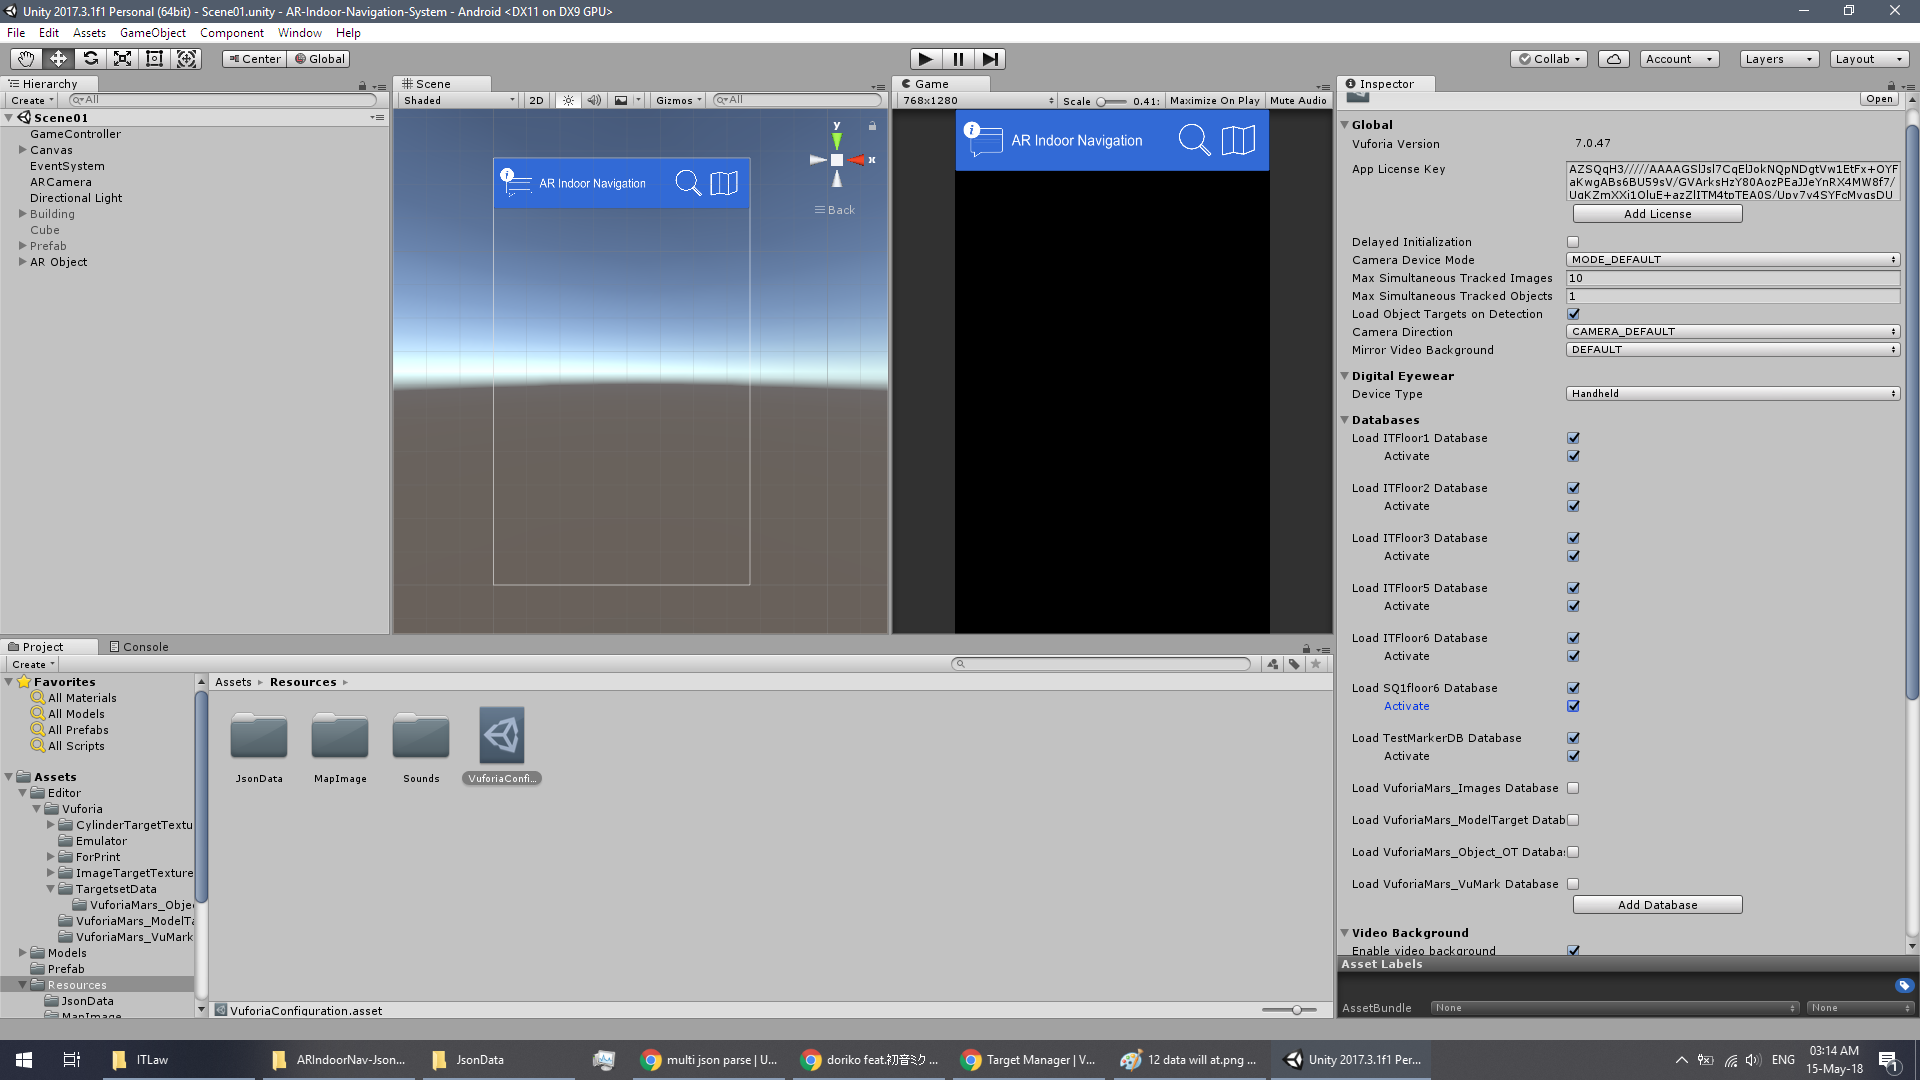 Unity 2017.3.1f1 Personal (64bit) - Scene01.unity - AR-Indoor-Navigation-System - Android <DX11 on DX9 GPU>
File Edit Assets GameObject Component Window Help
Center Global
Collab Account Layers Layout
Hierarchy
Create All
Scene01
GameController
Canvas
EventSystem
ARCamera
Directional Light
Building
Cube
Prefab
AR Object
Scene
Shaded 2D Gizmos All
AR Indoor Navigation
y
x
Back
Game
768x1280 Scale 0.41: Maximize On Play Mute Audio
AR Indoor Navigation
Inspector
Open
Global
Vuforia Version 7.0.47
App License Key
Add License
Delayed Initialization
Camera Device Mode MODE_DEFAULT
Max Simultaneous Tracked Images 10
Max Simultaneous Tracked Objects 1
Load Object Targets on Detection
Camera Direction CAMERA_DEFAULT
Mirror Video Background DEFAULT
Digital Eyewear
Device Type Handheld
Databases
Load ITFloor1 Database
Activate
Load ITFloor2 Database
Activate
Load ITFloor3 Database
Activate
Load ITFloor5 Database
Activate
Load ITFloor6 Database
Activate
Load SQ1floor6 Database
Activate
Load TestMarkerDB Database
Activate
Load VuforiaMars_Images Database
Load VuforiaMars_ModelTarget Datab
Load VuforiaMars_Object_OT Databa
Load VuforiaMars_VuMark Database
Add Database
Video Background
Enable video background
Asset Labels
AssetBundle None None
Project Console
Create
Favorites
All Materials
All Models
All Prefabs
All Scripts
Assets
Editor
Vuforia
CylinderTargetTextu
Emulator
ForPrint
ImageTargetTexture
TargetsetData
VuforiaMars_Obje
VuforiaMars_ModelTa
VuforiaMars_VuMark
Models
Prefab
Resources
JsonData
MapImage
Assets Resources
JsonData MapImage Sounds VuforiaConfi...
VuforiaConfiguration.asset
ITLaw
ARIndoorNav-Json...
JsonData
multi json parse | U...
doriko feat.初音ミク ...
Target Manager | V...
12 data will at.png ...
Unity 2017.3.1f1 Per...
ENG
03:14 AM
15-May-18
1